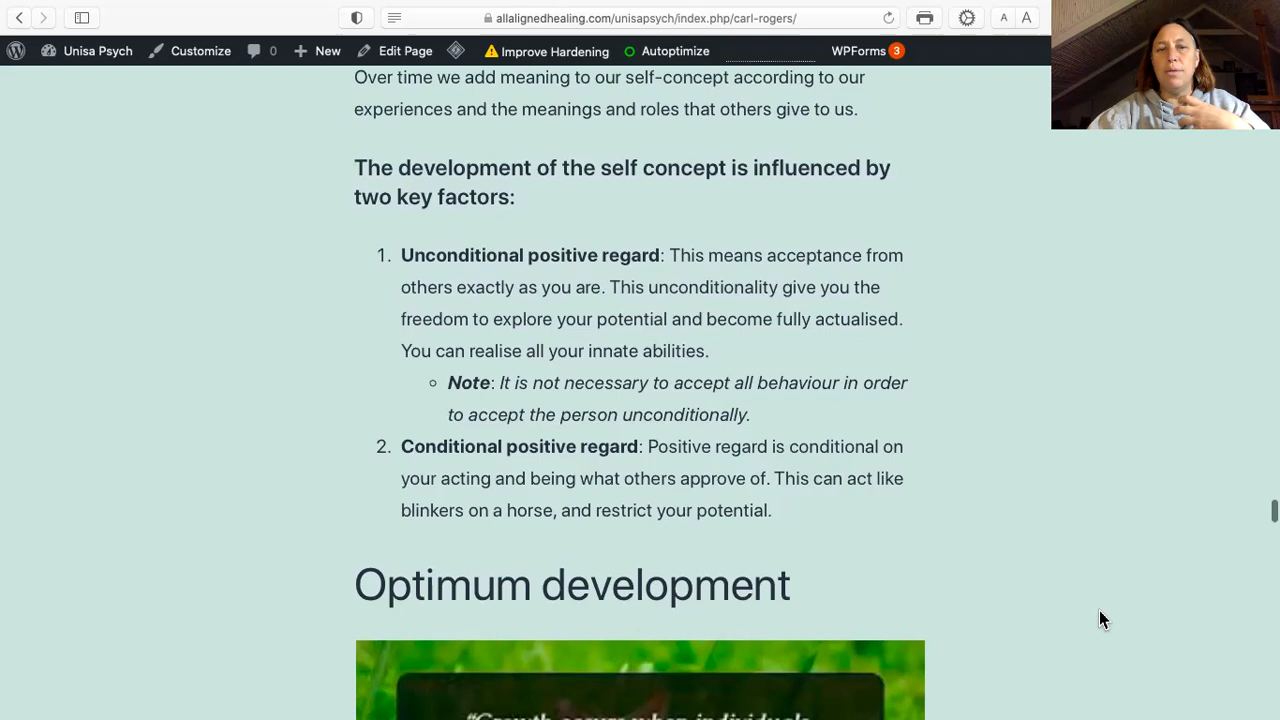 allalignedhealing.com/unisapsych/index.php/carl-rogers/
A A
Unisa Psych Customize 0 New Edit Page Improve Hardening Autoptimize WPForms 3
Over time we add meaning to our self-concept according to our
experiences and the meanings and roles that others give to us.
The development of the self concept is influenced by
two key factors:
1. Unconditional positive regard: This means acceptance from
others exactly as you are. This unconditionality give you the
freedom to explore your potential and become fully actualised.
You can realise all your innate abilities.
Note: It is not necessary to accept all behaviour in order
to accept the person unconditionally.
2. Conditional positive regard: Positive regard is conditional on
your acting and being what others approve of. This can act like
blinkers on a horse, and restrict your potential.
Optimum development
"Growth occurs when individuals